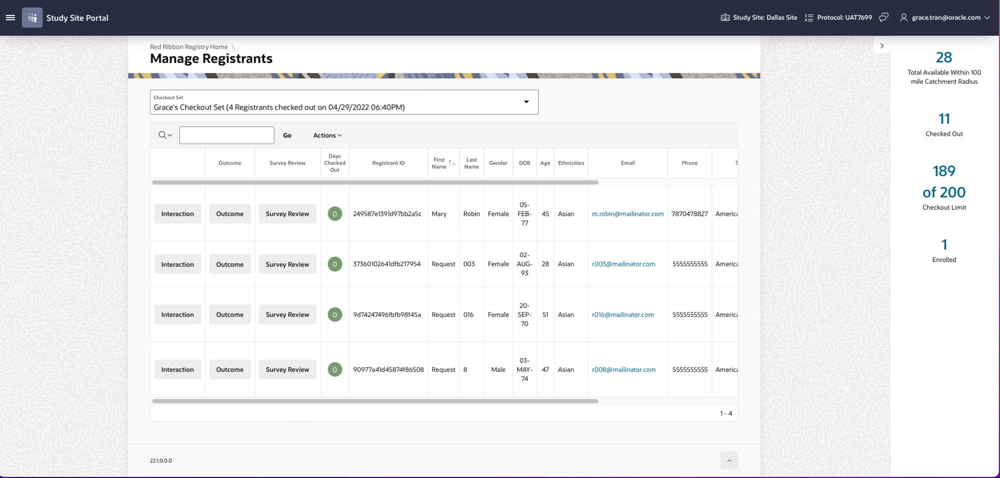 Study Site Portal
Study Site: Dallas Site
Protocol: UAT7699
grace.tran@oracle.com
Red Ribbon Registry Home \
Manage Registrants
Checkout Set
Grace's Checkout Set (4 Registrants checked out on 04/29/2022 06:40PM)
Go
Actions
Outcome
Survey Review
Days
Checked
Out
Registrant ID
First
Name
Last
Name
Gender
DOB
Age
Ethnicities
Email
Phone
T
Interaction
Outcome
Survey Review
0
249587e1391d97bb2a5c
Mary
Robin
Female
05-
FEB-
77
45
Asian
m.robin@mailinator.com
7870478827
America
Interaction
Outcome
Survey Review
0
37360102641dfb217954
Request
003
Female
02-
AUG-
93
28
Asian
r003@mailinator.com
5555555555
America
Interaction
Outcome
Survey Review
0
9d74247496fbfb98f45a
Request
016
Female
20-
SEP-
70
51
Asian
r016@mailinator.com
5555555555
America
Interaction
Outcome
Survey Review
0
90977a41d45874f86508
Request
8
Male
03-
MAY-
74
47
Asian
r008@mailinator.com
5555555555
America
1 - 4
22.1.0.0.0
28
Total Available Within 100
mile Catchment Radius
11
Checked Out
189
of 200
Checkout Limit
1
Enrolled